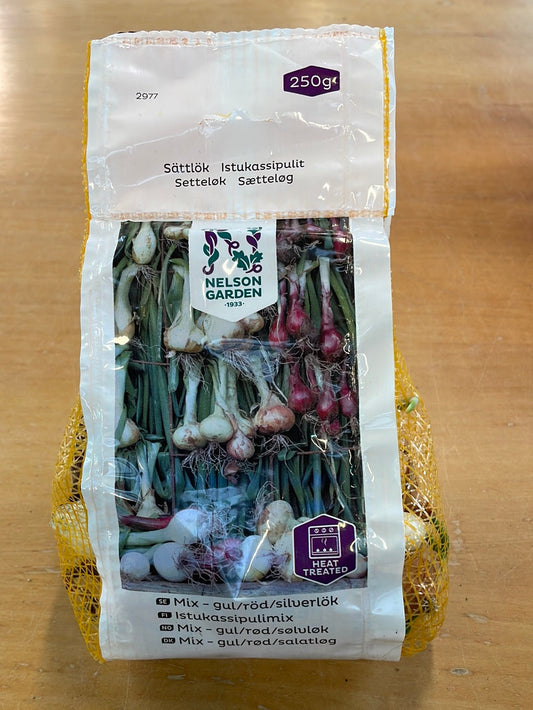 250g
2977
Sättlök Istukassipulit
Setteløk Sætteløg
NELSON
GARDEN
·1933·
HEAT
TREATED
SE Mix - gul/röd/silverlök
FI Istukassipulimix
NO Mix - gul/rød/sølvløk
DK Mix - gul/rød/salatløg